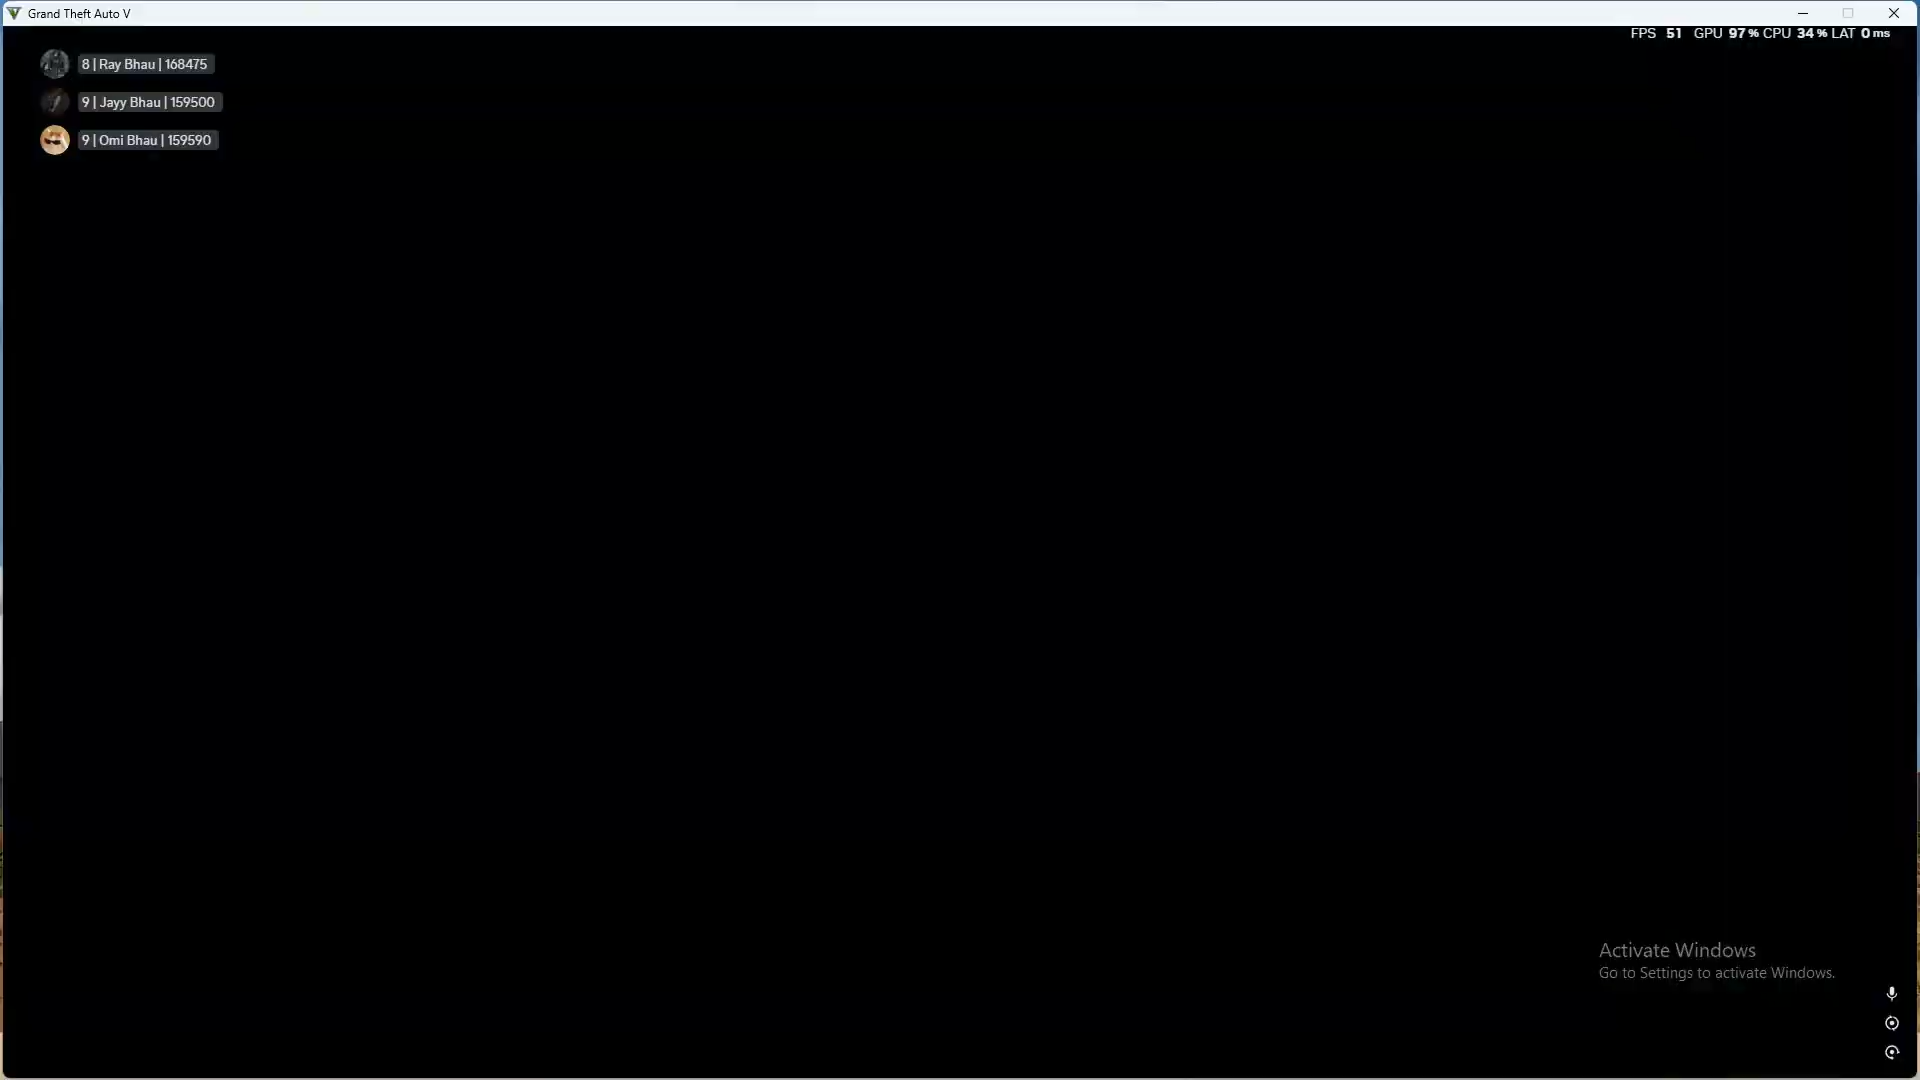 Grand Theft Auto V
FPS 51 GPU 97% CPU 34% LAT 0 ms
8 | Ray Bhau | 168475
9 | Jayy Bhau | 159500
9 | Omi Bhau | 159590
Activate Windows
Go to Settings to activate Windows.